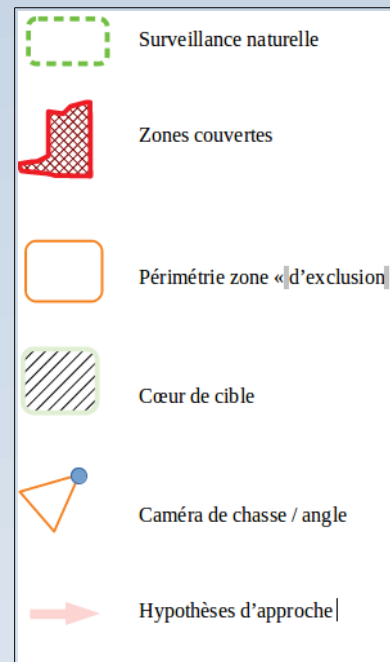 Surveillance naturelle
Zones couvertes
Périmétrie zone « d’exclusion
Cœur de cible
Caméra de chasse / angle
Hypothèses d’approche